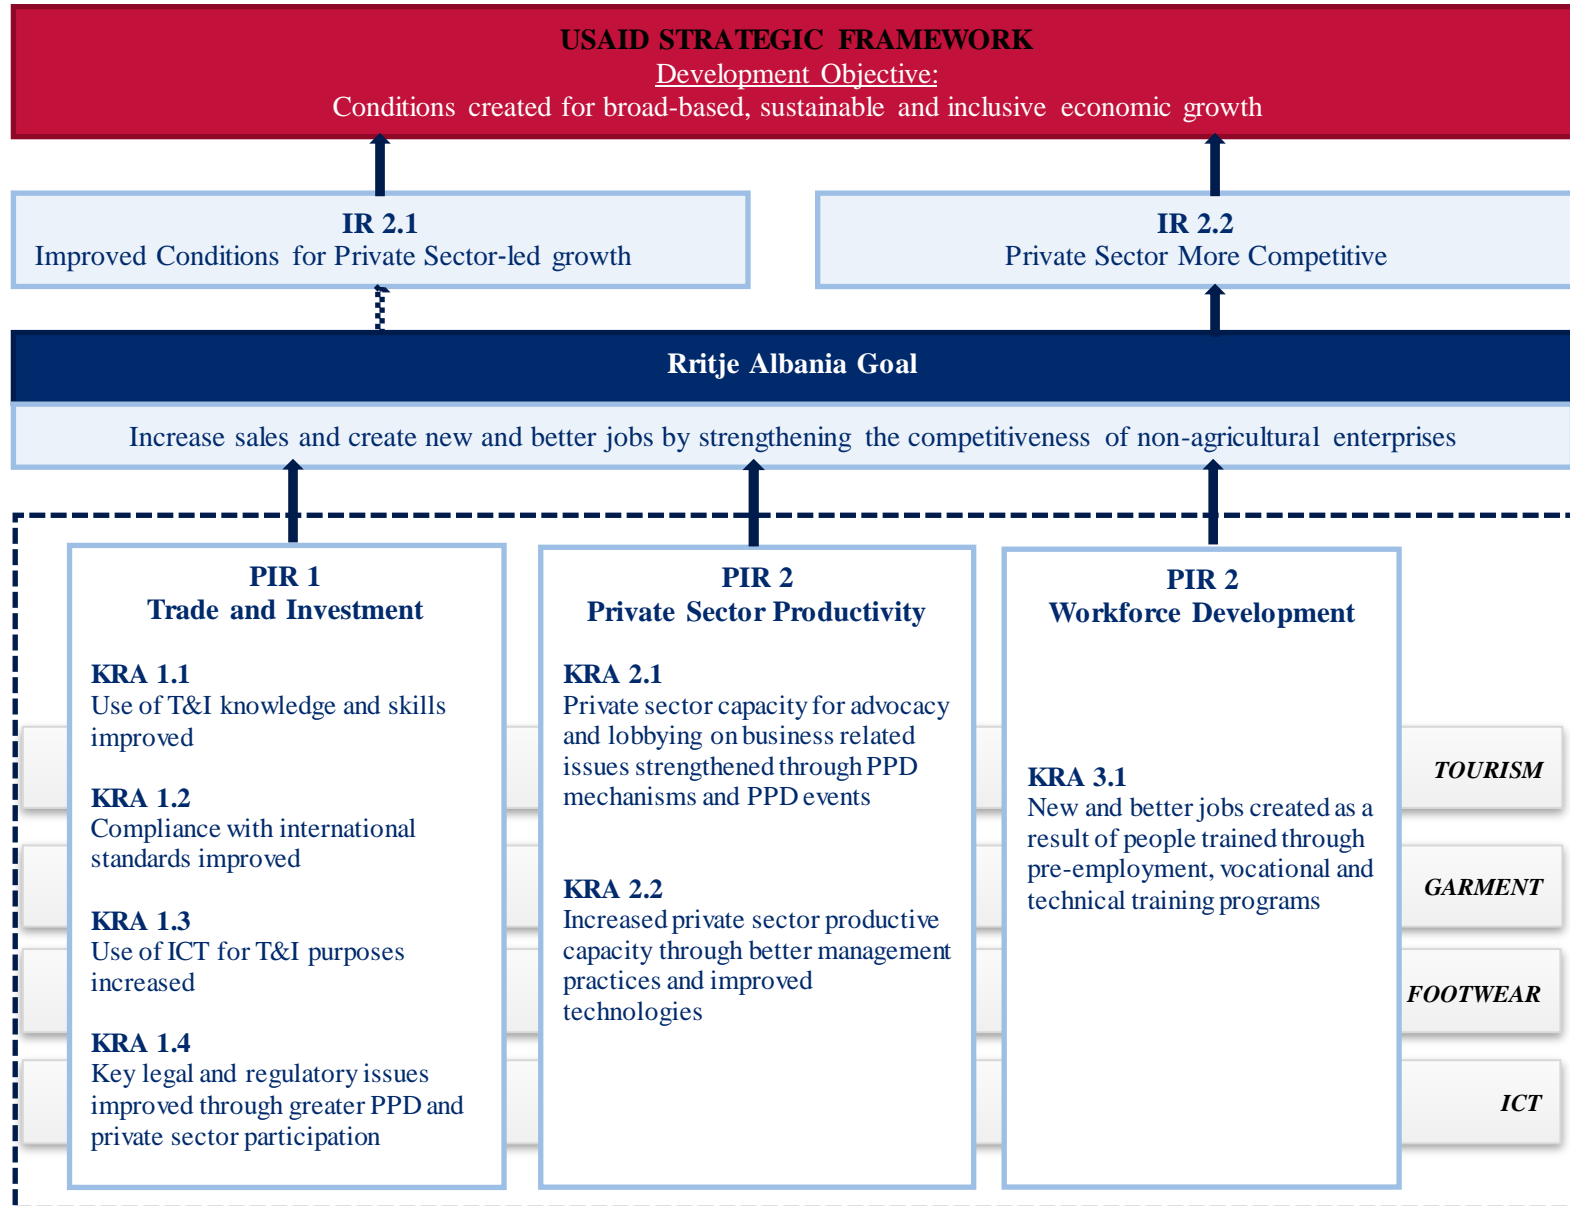 USAID STRATEGIC FRAMEWORK
Development Objective:
Conditions created for broad-based, sustainable and inclusive economic growth
IR 2.1
Improved Conditions for Private Sector-led growth
IR 2.2
Private Sector More Competitive
Rritje Albania Goal
Increase sales and create new and better jobs by strengthening the competitiveness of non-agricultural enterprises
PIR 1
Trade and Investment
KRA 1.1
Use of T&I knowledge and skills
improved
KRA 1.2
Compliance with international
standards improved
KRA 1.3
Use of ICT for T&I purposes
increased
KRA 1.4
Key legal and regulatory issues
improved through greater PPD and
private sector participation
PIR 2
Private Sector Productivity
KRA 2.1
Private sector capacity for advocacy
and lobbying on business related
issues strengthened through PPD
mechanisms and PPD events
KRA 2.2
Increased private sector productive
capacity through better management
practices and improved
technologies
PIR 2
Workforce Development
KRA 3.1
New and better jobs created as a
result of people trained through
pre-employment, vocational and
technical training programs
TOURISM
GARMENT
FOOTWEAR
ICT